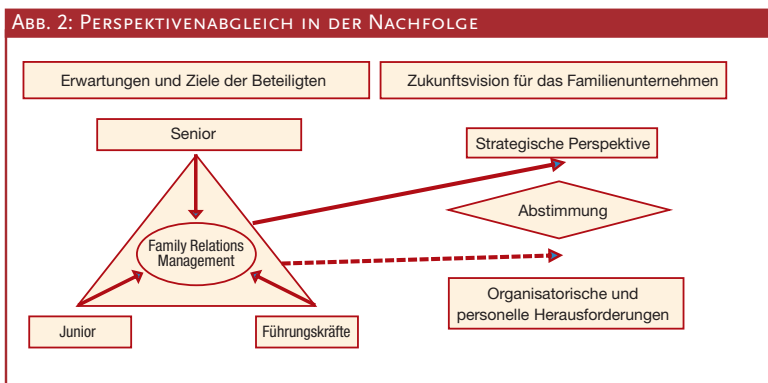 Abb. 2: Perspektivenabgleich in der Nachfolge
Erwartungen und Ziele der Beteiligten
Zukunftsvision für das Familienunternehmen
Senior
Strategische Perspektive
Abstimmung
Family Relations
Management
Organisatorische und
personelle Herausforderungen
Junior
Führungskräfte